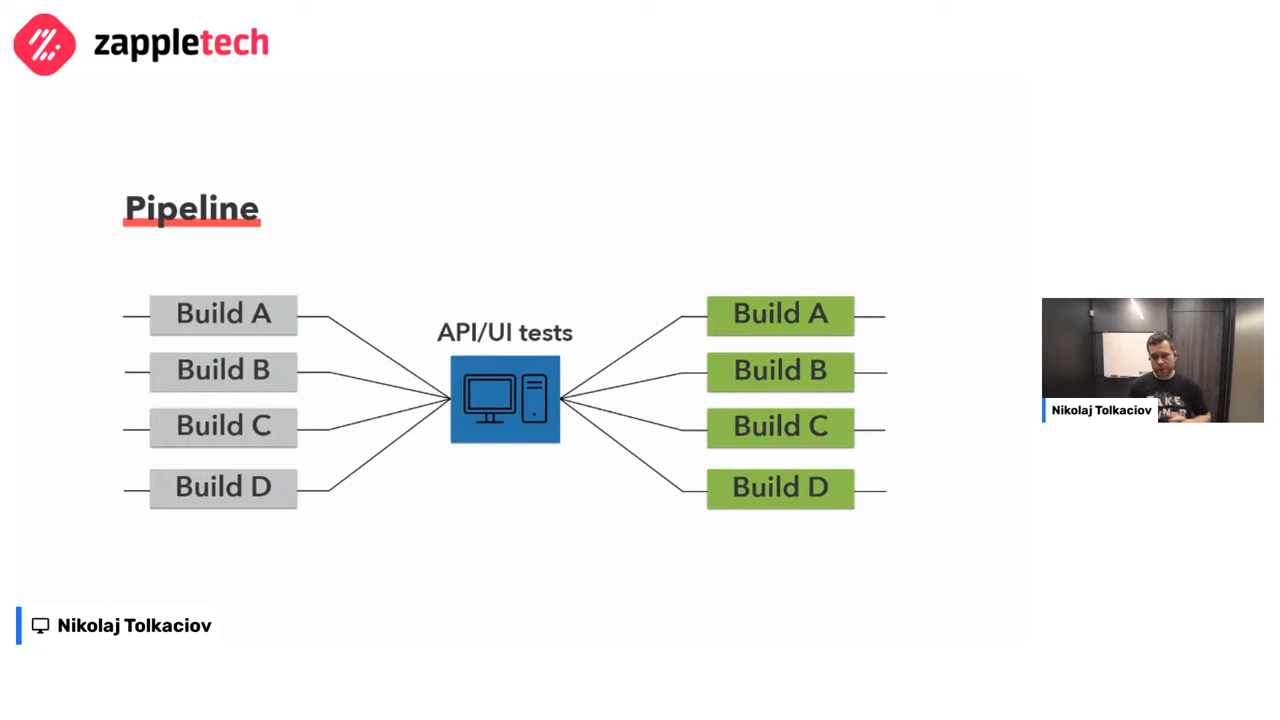 zappletech
Pipeline
Build A
Build B
Build C
Build D
API/UI tests
Build A
Build B
Build C
Build D
Nikolaj Tolkaciov
Nikolaj Tolkaciov